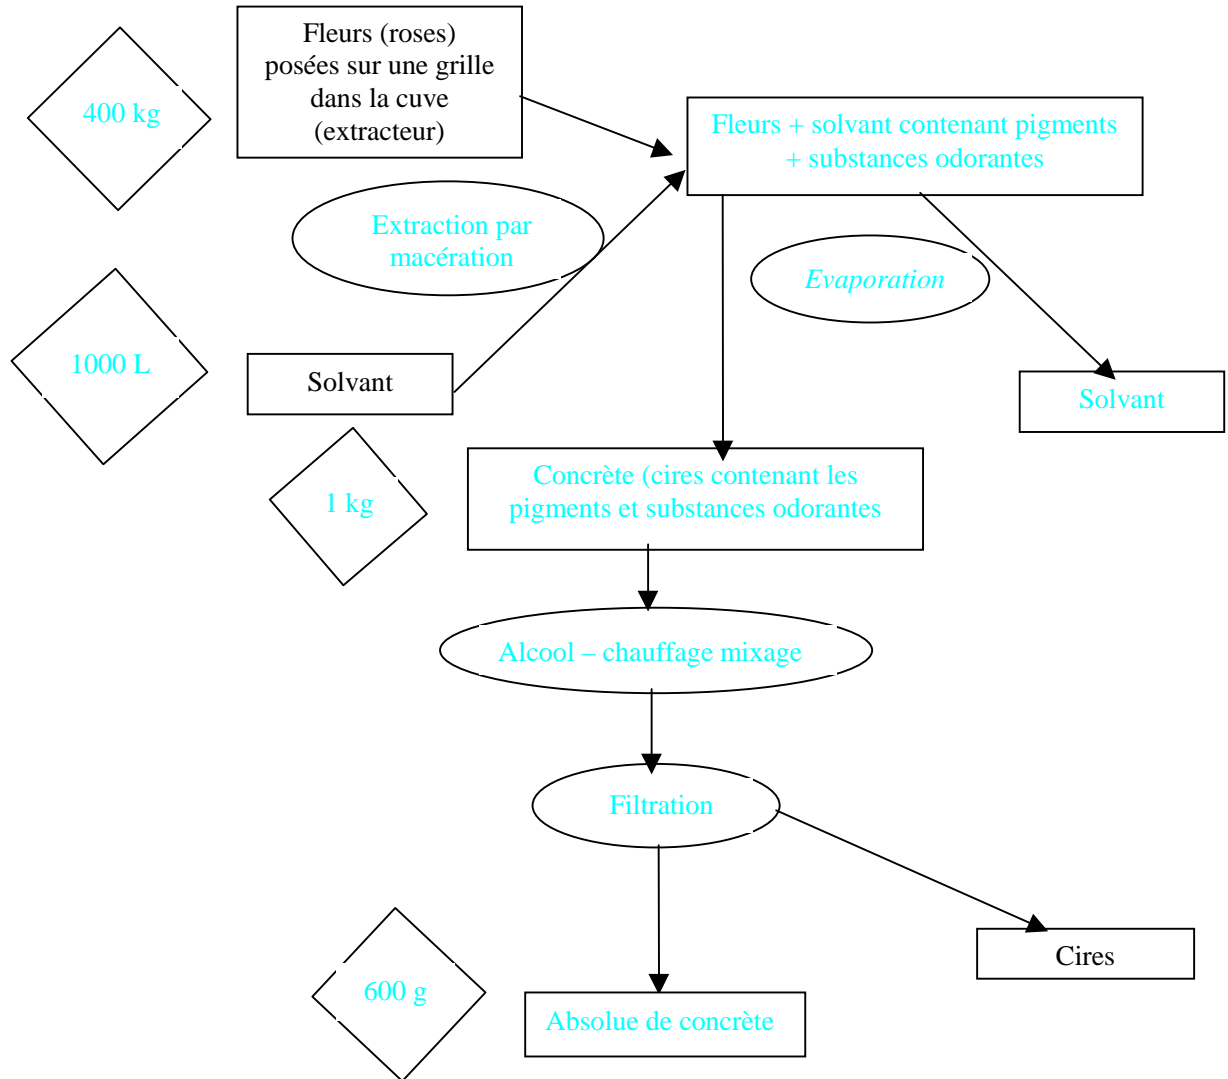 400 kg
Fleurs (roses)
posées sur une grille
dans la cuve
(extracteur)
Fleurs + solvant contenant pigments
+ substances odorantes
Extraction par
macération
Evaporation
1000 L
Solvant
Solvant
1 kg
Concrète (cires contenant les
pigments et substances odorantes
Alcool – chauffage mixage
Filtration
Cires
600 g
Absolue de concrète